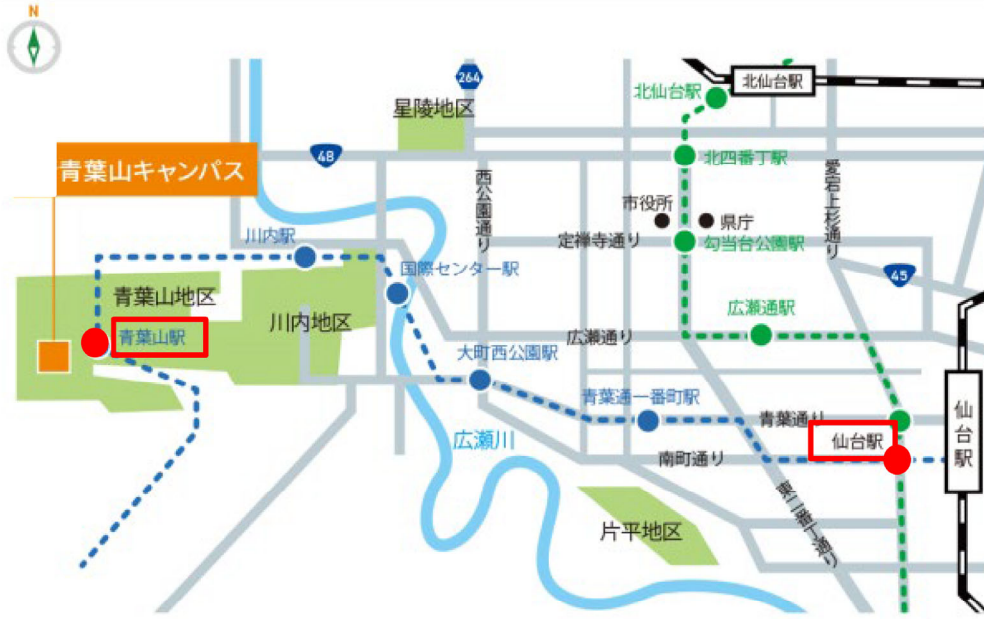 N
264
北仙台駅
北仙台駅
星陵地区
48
北四番丁駅
青葉山キャンパス
西公園通り
愛宕上杉通り
市役所
県庁
川内駅
定禅寺通り
勾当台公園駅
国際センター駅
45
青葉山地区
広瀬通駅
川内地区
青葉山駅
広瀬通り
大町西公園駅
青葉通一番町駅
青葉通り
仙台駅
仙台駅
広瀬川
南町通り
東二番丁通り
片平地区